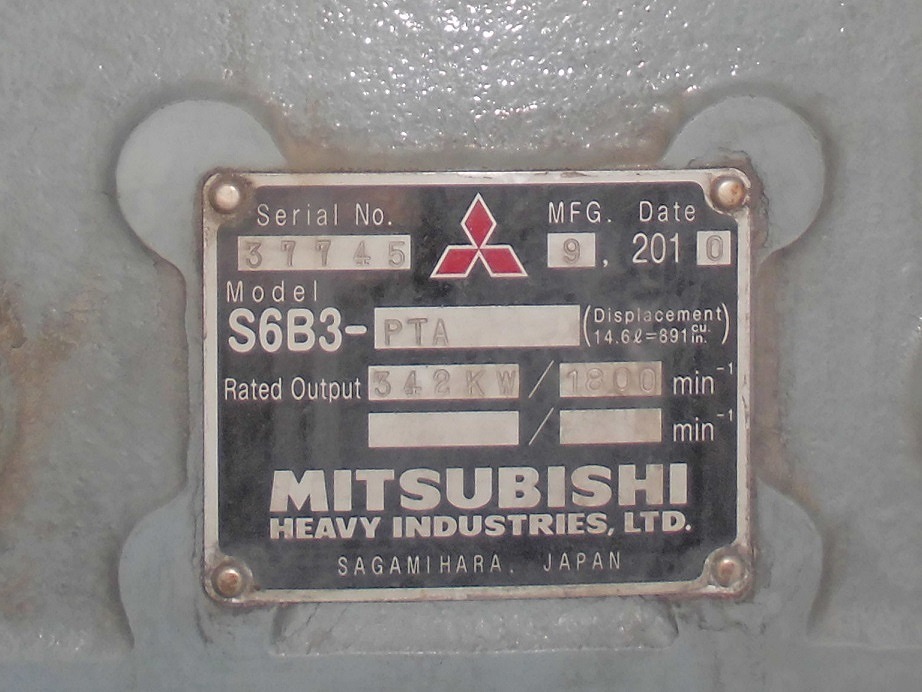 Serial No. MFG. Date
37745 9, 2010
Model
S6B3-PTA (Displacement 14.6ℓ=891 cu. in.)
Rated Output 342KW / 1800 min⁻¹
/ min⁻¹
MITSUBISHI
HEAVY INDUSTRIES, LTD.
SAGAMIHARA, JAPAN